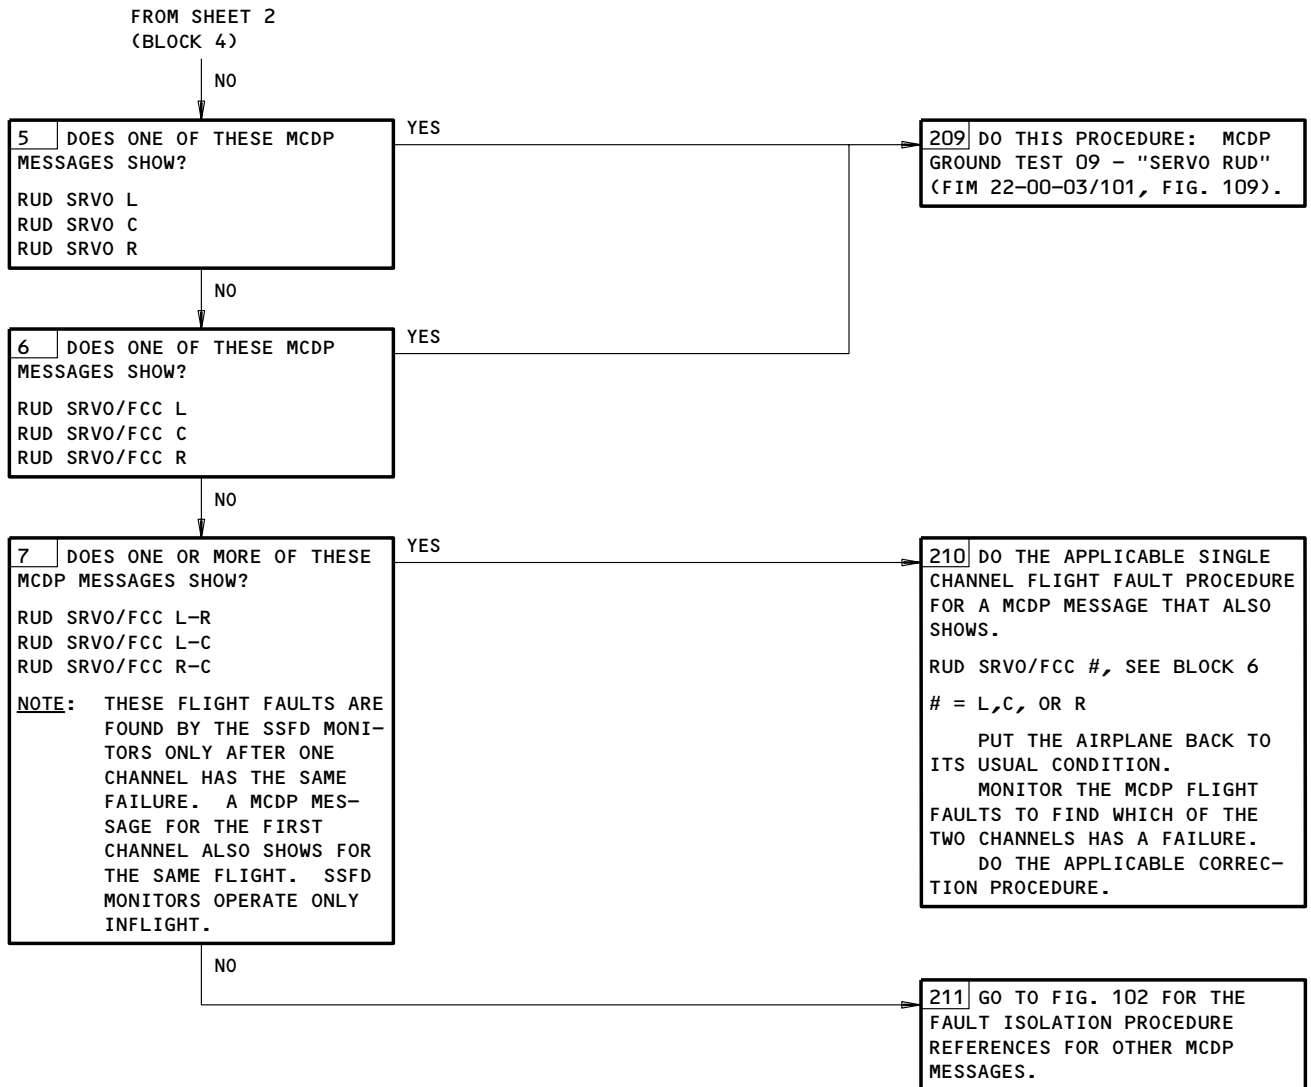 FROM SHEET 2
(BLOCK 4)
NO
5 DOES ONE OF THESE MCDP
MESSAGES SHOW?
RUD SRVO L
RUD SRVO C
RUD SRVO R
YES
209 DO THIS PROCEDURE: MCDP
GROUND TEST 09 – "SERVO RUD"
(FIM 22–00–03/101, FIG. 109).
NO
6 DOES ONE OF THESE MCDP
MESSAGES SHOW?
RUD SRVO/FCC L
RUD SRVO/FCC C
RUD SRVO/FCC R
YES
NO
7 DOES ONE OR MORE OF THESE
MCDP MESSAGES SHOW?
RUD SRVO/FCC L–R
RUD SRVO/FCC L–C
RUD SRVO/FCC R–C
NOTE: THESE FLIGHT FAULTS ARE
FOUND BY THE SSFD MONI–
TORS ONLY AFTER ONE
CHANNEL HAS THE SAME
FAILURE. A MCDP MES–
SAGE FOR THE FIRST
CHANNEL ALSO SHOWS FOR
THE SAME FLIGHT. SSFD
MONITORS OPERATE ONLY
INFLIGHT.
YES
210 DO THE APPLICABLE SINGLE
CHANNEL FLIGHT FAULT PROCEDURE
FOR A MCDP MESSAGE THAT ALSO
SHOWS.
RUD SRVO/FCC #, SEE BLOCK 6
# = L,C, OR R
PUT THE AIRPLANE BACK TO
ITS USUAL CONDITION.
MONITOR THE MCDP FLIGHT
FAULTS TO FIND WHICH OF THE
TWO CHANNELS HAS A FAILURE.
DO THE APPLICABLE CORREC–
TION PROCEDURE.
NO
211 GO TO FIG. 102 FOR THE
FAULT ISOLATION PROCEDURE
REFERENCES FOR OTHER MCDP
MESSAGES.